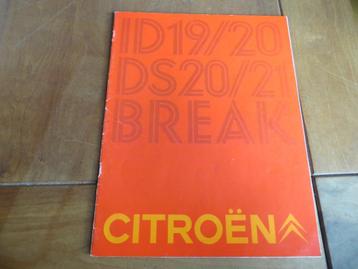 ID19/20
DS20/21
BREAK
CITROËN